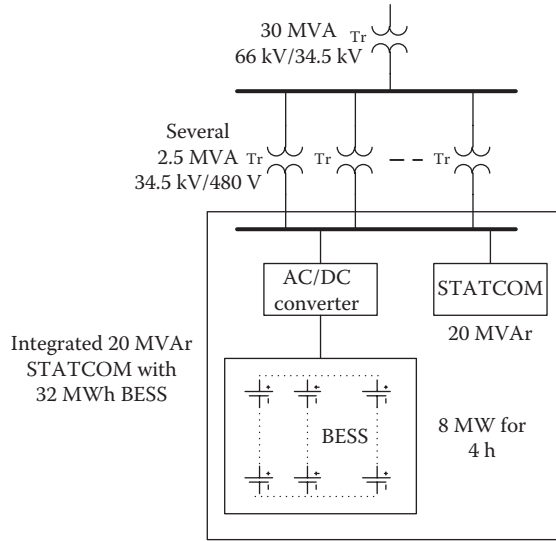 30 MVA
66 kV/34.5 kV
Tr
Several
2.5 MVA
34.5 kV/480 V
Tr
Tr
Tr
AC/DC
converter
STATCOM
20 MVAr
Integrated 20 MVAr
STATCOM with
32 MWh BESS
BESS
8 MW for
4 h